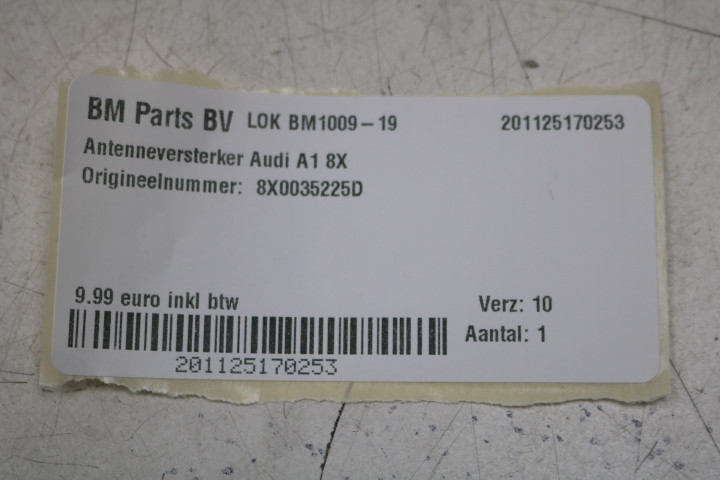 BM Parts BV LOK BM1009-19 201125170253
Antenneversterker Audi A1 8X
Origineelnummer: 8X0035225D
9.99 euro inkl btw Verz: 10
Aantal: 1
201125170253